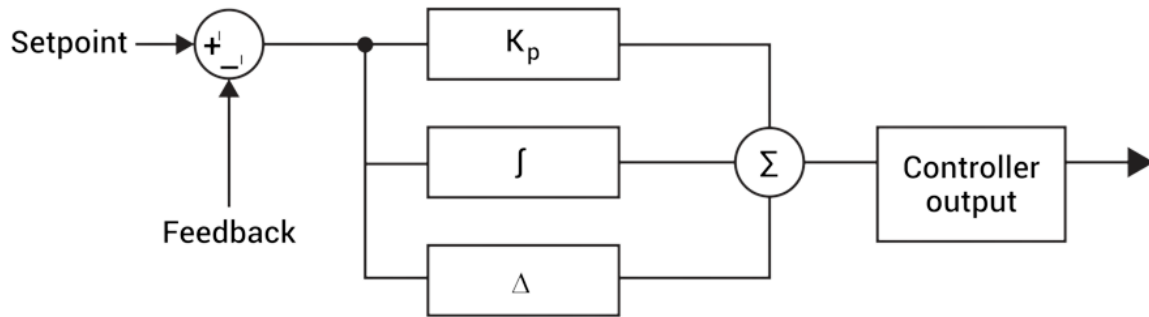 Setpoint
+
−
Feedback
Kp
∫
Δ
Σ
Controller
output